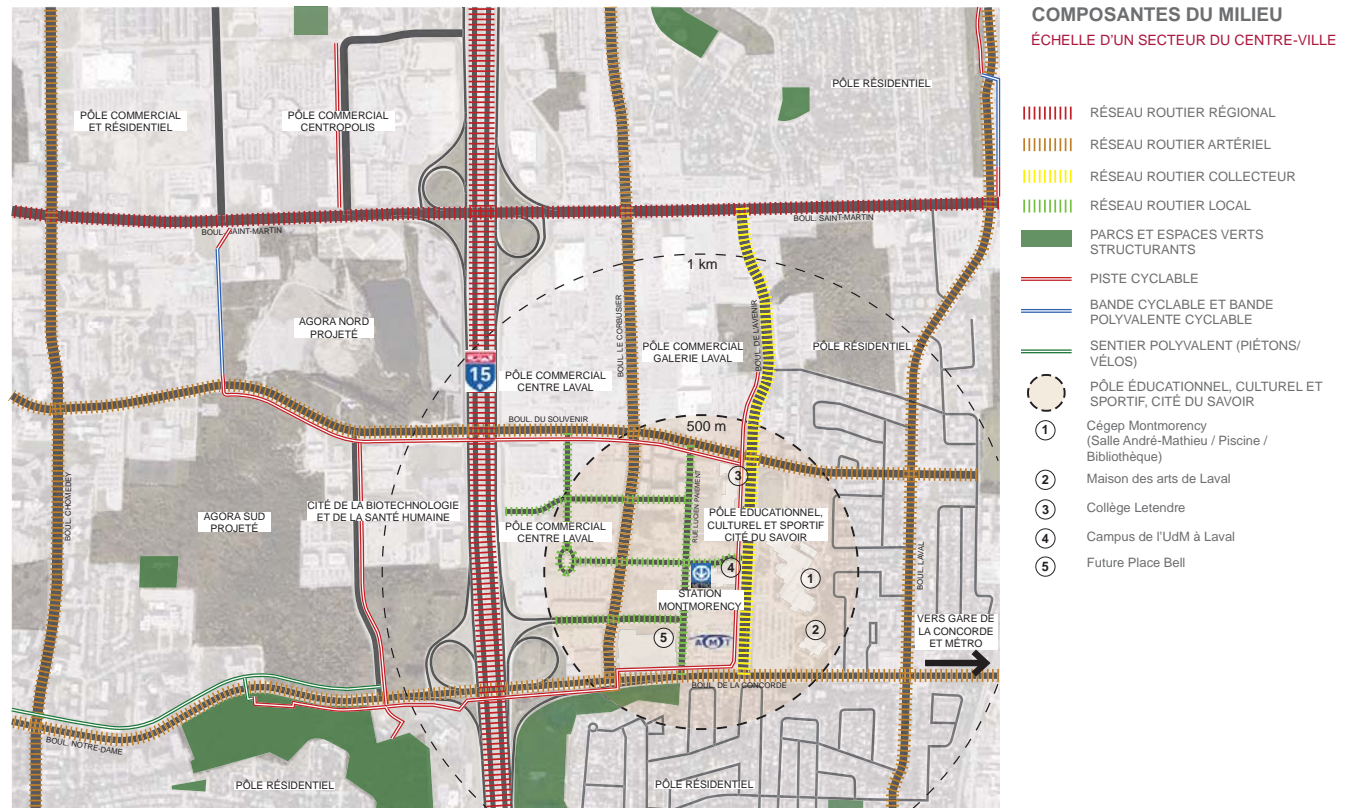 COMPOSANTES DU MILIEU
ÉCHELLE D'UN SECTEUR DU CENTRE-VILLE
RÉSEAU ROUTIER RÉGIONAL
RÉSEAU ROUTIER ARTÉRIEL
RÉSEAU ROUTIER COLLECTEUR
RÉSEAU ROUTIER LOCAL
PARCS ET ESPACES VERTS
STRUCTURANTS
PISTE CYCLABLE
BANDE CYCLABLE ET BANDE
POLYVALENTE CYCLABLE
SENTIER POLYVALENT (PIÉTONS/
VÉLOS)
PÔLE ÉDUCATIONNEL, CULTUREL ET
SPORTIF, CITÉ DU SAVOIR
1 Cégep Montmorency
(Salle André-Mathieu / Piscine /
Bibliothèque)
2 Maison des arts de Laval
3 Collège Letendre
4 Campus de l'UdM à Laval
5 Future Place Bell
PÔLE RÉSIDENTIEL
PÔLE COMMERCIAL
ET RÉSIDENTIEL
PÔLE COMMERCIAL
CENTROPOLIS
BOUL. SAINT-MARTIN
BOUL. SAINT-MARTIN
1 km
AGORA NORD
PROJETÉ
BOUL. LE CORBUSIER
BOUL. DE L'AVENIR
PÔLE COMMERCIAL
GALERIE LAVAL
PÔLE RÉSIDENTIEL
15
PÔLE COMMERCIAL
CENTRE LAVAL
BOUL. DU SOUVENIR
500 m
BOUL. CHOMEDEY
3
RUE LUCIEN PAIEMENT
CITÉ DE LA BIOTECHNOLOGIE
ET DE LA SANTÉ HUMAINE
AGORA SUD
PROJETÉ
PÔLE COMMERCIAL
CENTRE LAVAL
PÔLE ÉDUCATIONNEL,
CULTUREL ET SPORTIF
CITÉ DU SAVOIR
BOUL. LAVAL
4
1
STATION
MONTMORENCY
2
5
AMT
VERS GARE DE
LA CONCORDE
ET MÉTRO
BOUL. DE LA CONCORDE
BOUL. NOTRE-DAME
PÔLE RÉSIDENTIEL
PÔLE RÉSIDENTIEL